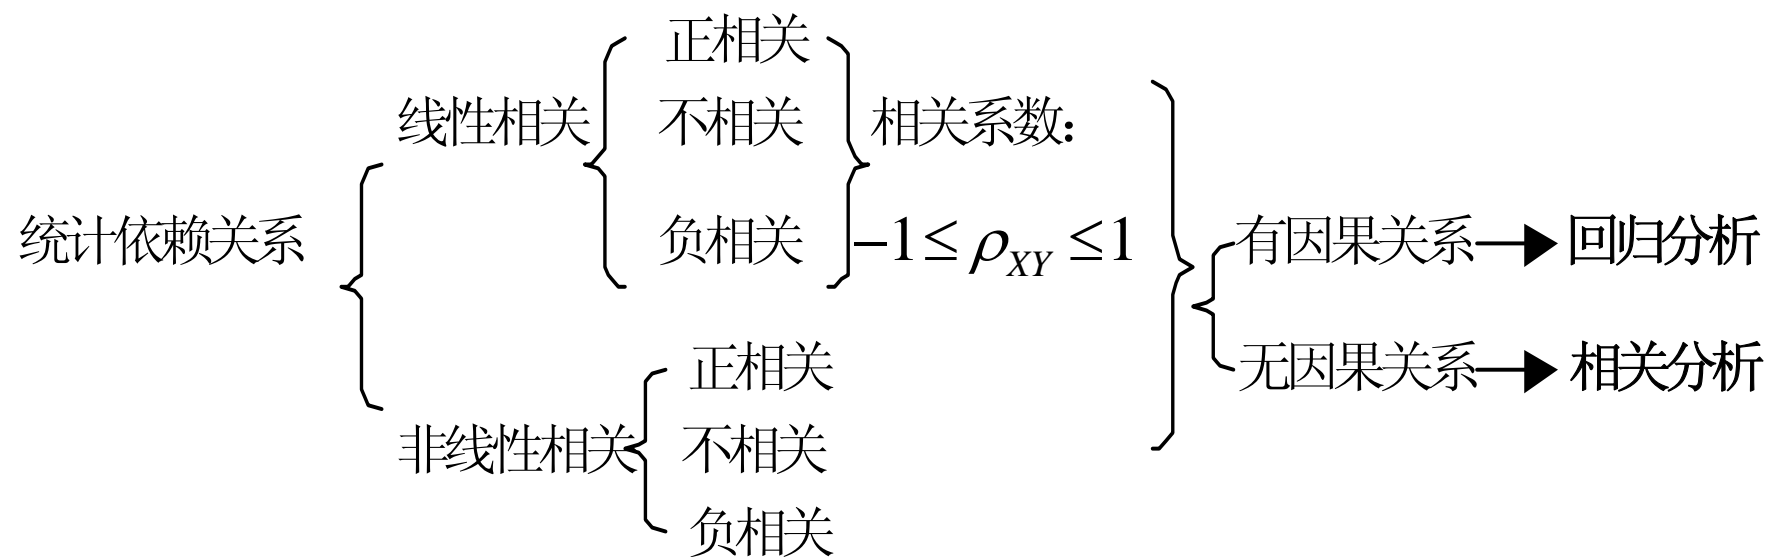 正相关
线性相关
不相关
相关系数:
统计依赖关系
负相关
−1≤ρXY≤1
有因果关系
回归分析
正相关
无因果关系
相关分析
非线性相关
不相关
负相关